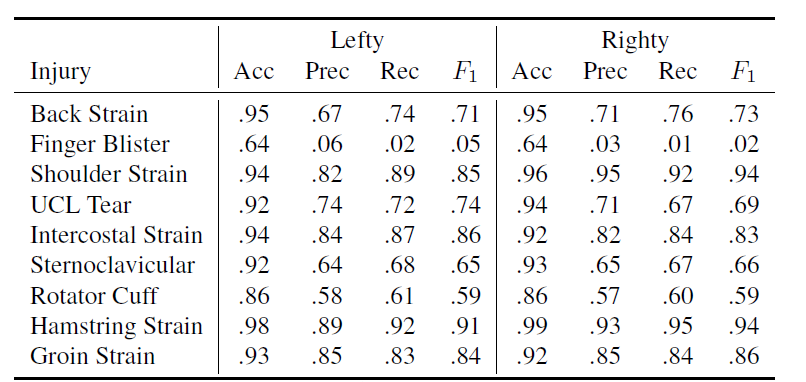 Lefty Righty
Injury Acc Prec Rec F1 Acc Prec Rec F1
Back Strain .95 .67 .74 .71 .95 .71 .76 .73
Finger Blister .64 .06 .02 .05 .64 .03 .01 .02
Shoulder Strain .94 .82 .89 .85 .96 .95 .92 .94
UCL Tear .92 .74 .72 .74 .94 .71 .67 .69
Intercostal Strain .94 .84 .87 .86 .92 .82 .84 .83
Sternoclavicular .92 .64 .68 .65 .93 .65 .67 .66
Rotator Cuff .86 .58 .61 .59 .86 .57 .60 .59
Hamstring Strain .98 .89 .92 .91 .99 .93 .95 .94
Groin Strain .93 .85 .83 .84 .92 .85 .84 .86